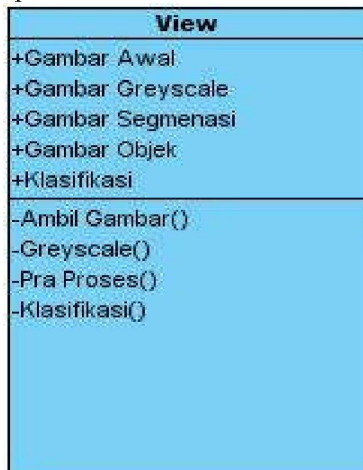 View
+Gambar Awal
+Gambar Greyscale
+Gambar Segmenasi
+Gambar Objek
+Klasifikasi
-Ambil Gambar()
-Greyscale()
-Pra Proses()
-Klasifikasi()